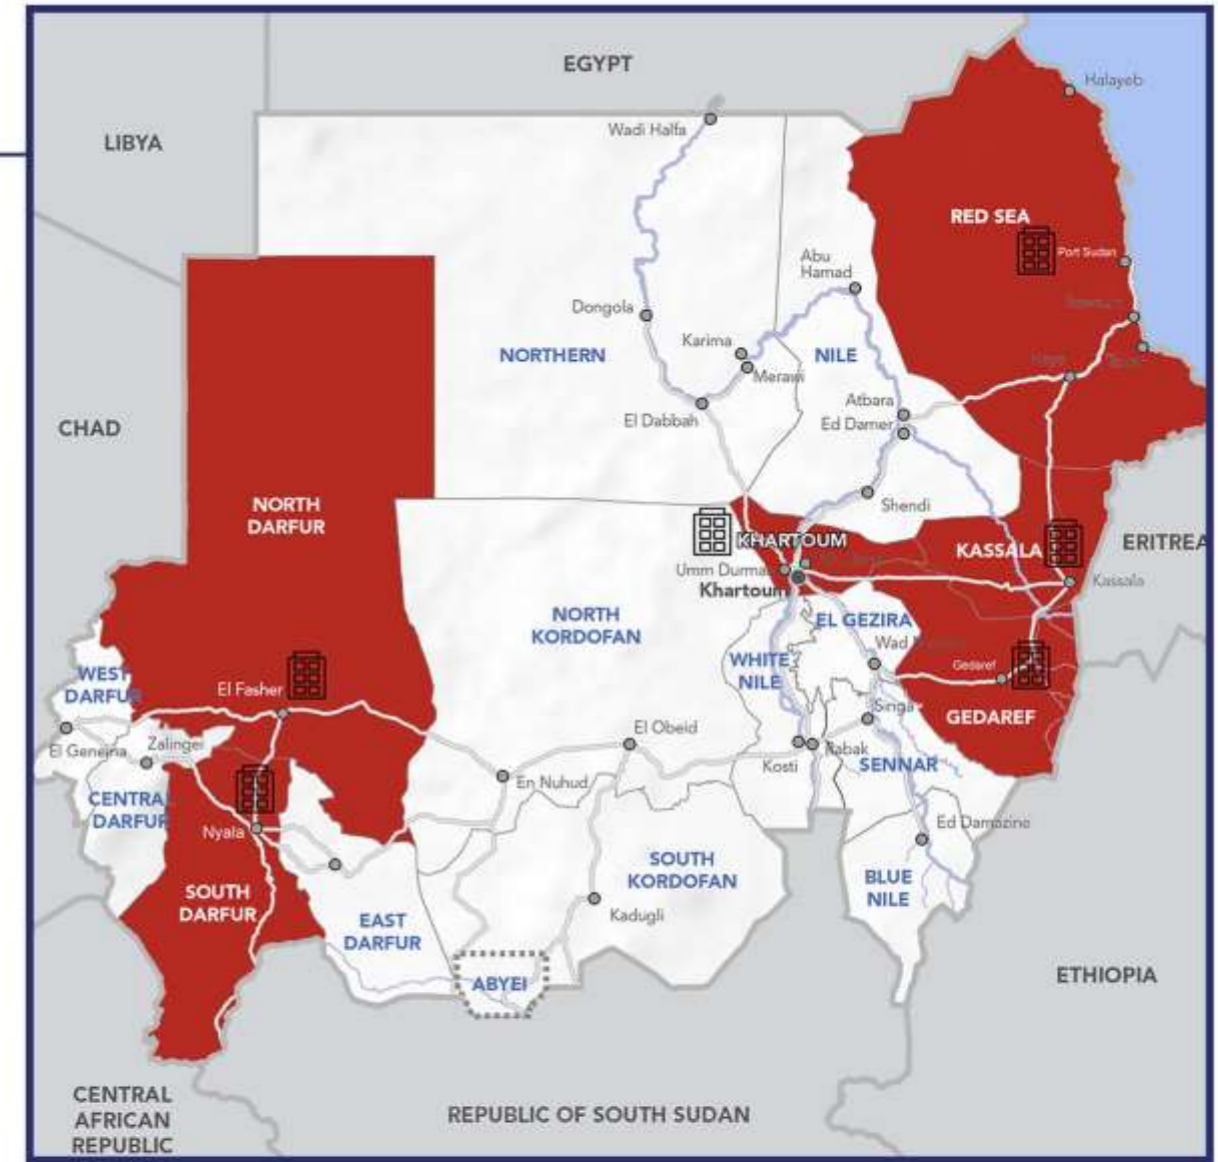 EGYPT
Halayeb
Wadi Halfa
LIBYA
RED SEA
Port Sudan
Abu
Hamad
Dongola
Karima
NORTHERN
NILE
Merawi
Atbara
El Dabbah
Ed Damer
CHAD
NORTH
DARFUR
Shendi
KHARTOUM
KASSALA
ERITREA
Umm Durman
Khartoum
Kassala
NORTH
KORDOFAN
EL GEZIRA
Wad
WHITE
NILE
Gedaref
WEST
DARFUR
El Fasher
Singa
GEDAREF
El Obeid
El Geneina
Zalingei
Rabak
Kosti
SENNAR
En Nuhud
CENTRAL
DARFUR
Nyala
Ed Damazine
SOUTH
KORDOFAN
BLUE
NILE
SOUTH
DARFUR
Kadugli
EAST
DARFUR
ABYEI
ETHIOPIA
CENTRAL
AFRICAN
REPUBLIC
REPUBLIC OF SOUTH SUDAN